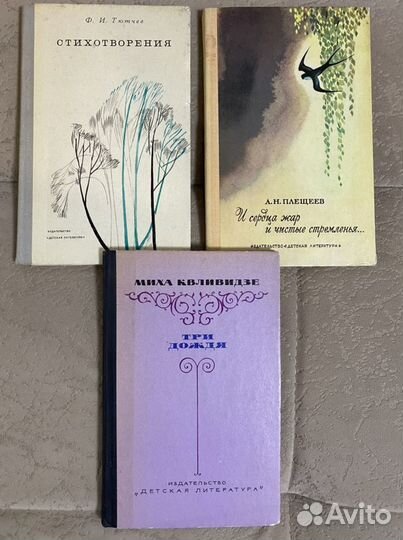 Ф. И. Тютчев
СТИХОТВОРЕНИЯ
ИЗДАТЕЛЬСТВО
«ДЕТСКАЯ ЛИТЕРАТУРА»
А.Н. ПЛЕЩЕЕВ
И сердца жар
и чистые стремленья...
ИЗДАТЕЛЬСТВО «ДЕТСКАЯ ЛИТЕРАТУРА»
МИХА КВЛИВИДЗЕ
ТРИ
ДОЖДЯ
ИЗДАТЕЛЬСТВО
„ДЕТСКАЯ ЛИТЕРАТУРА"
Avito